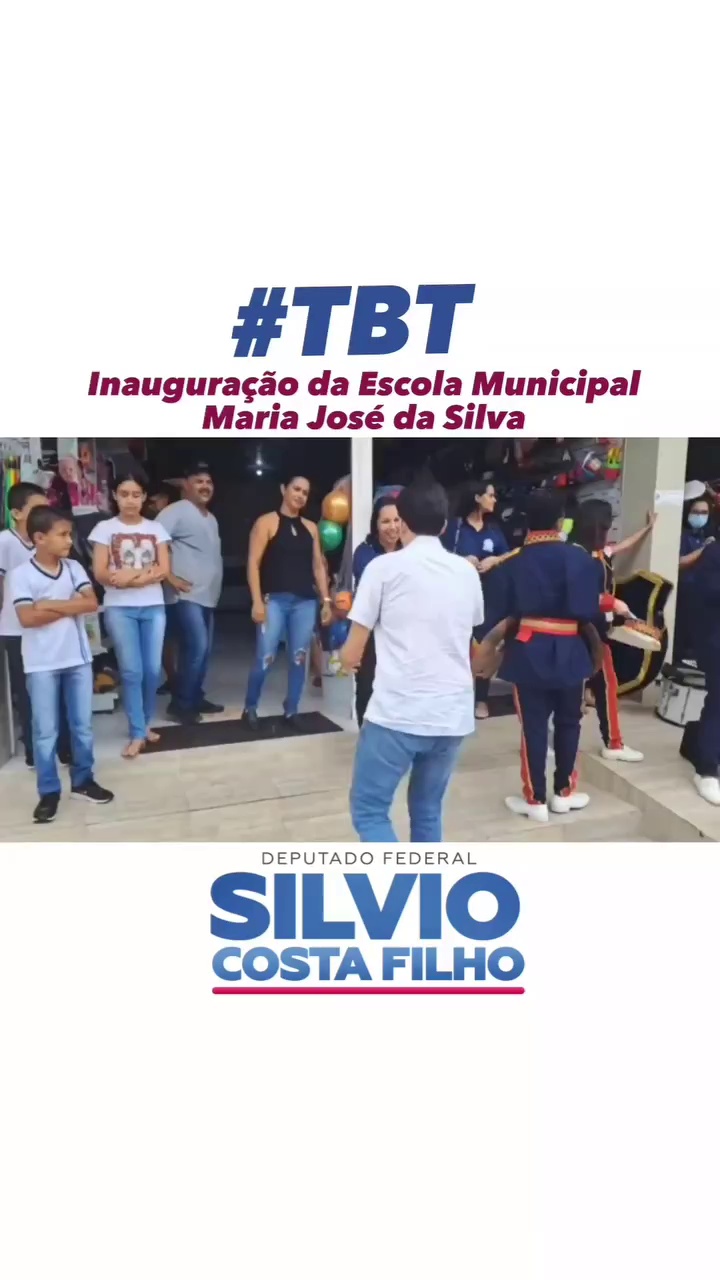 #TBT
Inauguração da Escola Municipal
Maria José da Silva
DEPUTADO FEDERAL
SILVIO
COSTA FILHO